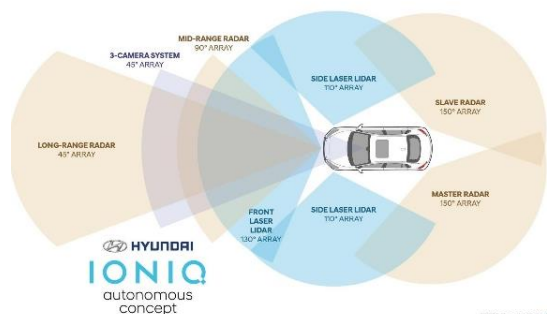 MID-RANGE RADAR
90° ARRAY
3-CAMERA SYSTEM
45° ARRAY
SIDE LASER LIDAR
110° ARRAY
SLAVE RADAR
150° ARRAY
LONG-RANGE RADAR
45° ARRAY
MASTER RADAR
150° ARRAY
FRONT
LASER
LIDAR
130° ARRAY
SIDE LASER LIDAR
110° ARRAY
HYUNDAI
IONIQ
autonomous
concept